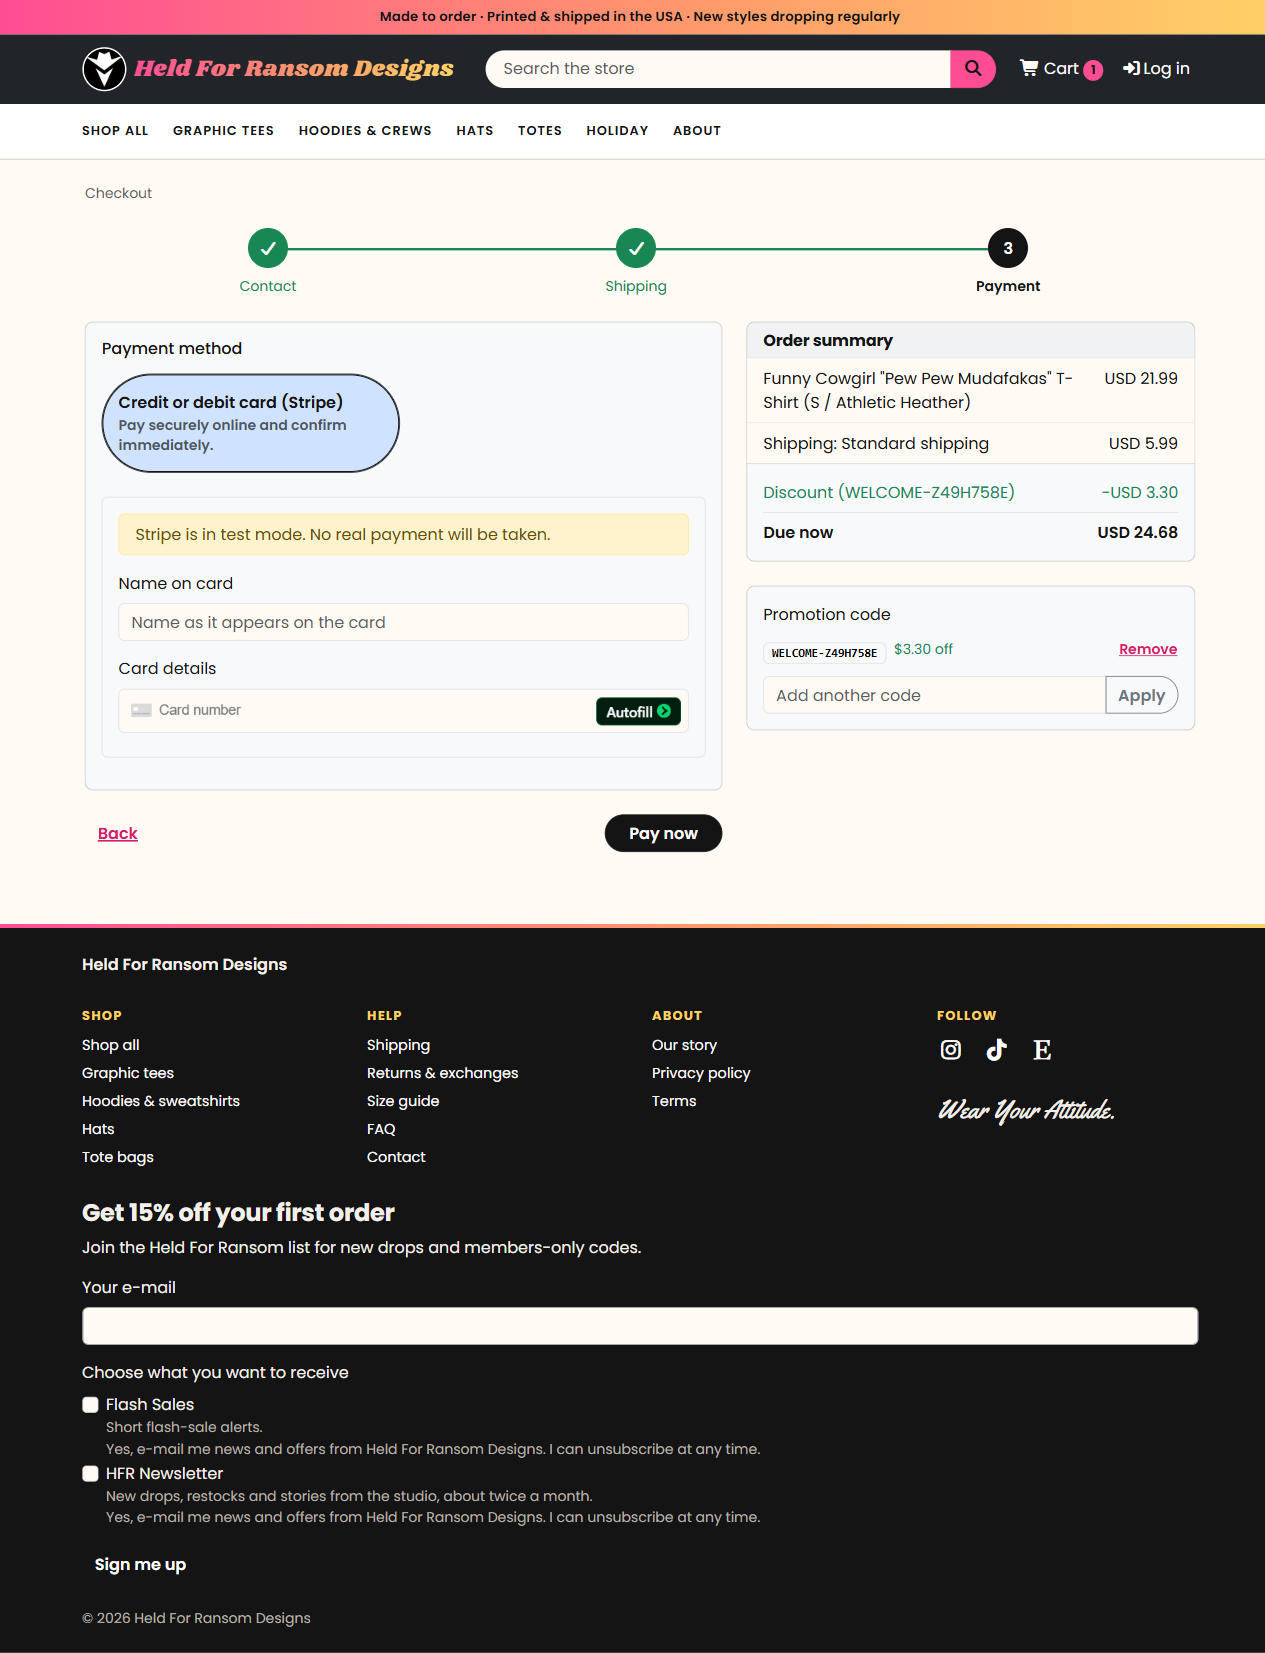 Made to order · Printed & shipped in the USA · New styles dropping regularly
Held For Ransom Designs
Search the store
Cart 1
Log in
SHOP ALL
GRAPHIC TEES
HOODIES & CREWS
HATS
TOTES
HOLIDAY
ABOUT
Checkout
Contact
Shipping
3
Payment
Payment method
Credit or debit card (Stripe)
Pay securely online and confirm
immediately.
Stripe is in test mode. No real payment will be taken.
Name on card
Name as it appears on the card
Card details
Card number
Autofill
Back
Pay now
Order summary
Funny Cowgirl "Pew Pew Mudafakas" T-
Shirt (S / Athletic Heather)
USD 21.99
Shipping: Standard shipping
USD 5.99
Discount (WELCOME-Z49H758E)
-USD 3.30
Due now
USD 24.68
Promotion code
WELCOME-Z49H758E
$3.30 off
Remove
Add another code
Apply
Held For Ransom Designs
SHOP
Shop all
Graphic tees
Hoodies & sweatshirts
Hats
Tote bags
HELP
Shipping
Returns & exchanges
Size guide
FAQ
Contact
ABOUT
Our story
Privacy policy
Terms
FOLLOW
E
Wear Your Attitude.
Get 15% off your first order
Join the Held For Ransom list for new drops and members-only codes.
Your e-mail
Choose what you want to receive
Flash Sales
Short flash-sale alerts.
Yes, e-mail me news and offers from Held For Ransom Designs. I can unsubscribe at any time.
HFR Newsletter
New drops, restocks and stories from the studio, about twice a month.
Yes, e-mail me news and offers from Held For Ransom Designs. I can unsubscribe at any time.
Sign me up
© 2026 Held For Ransom Designs